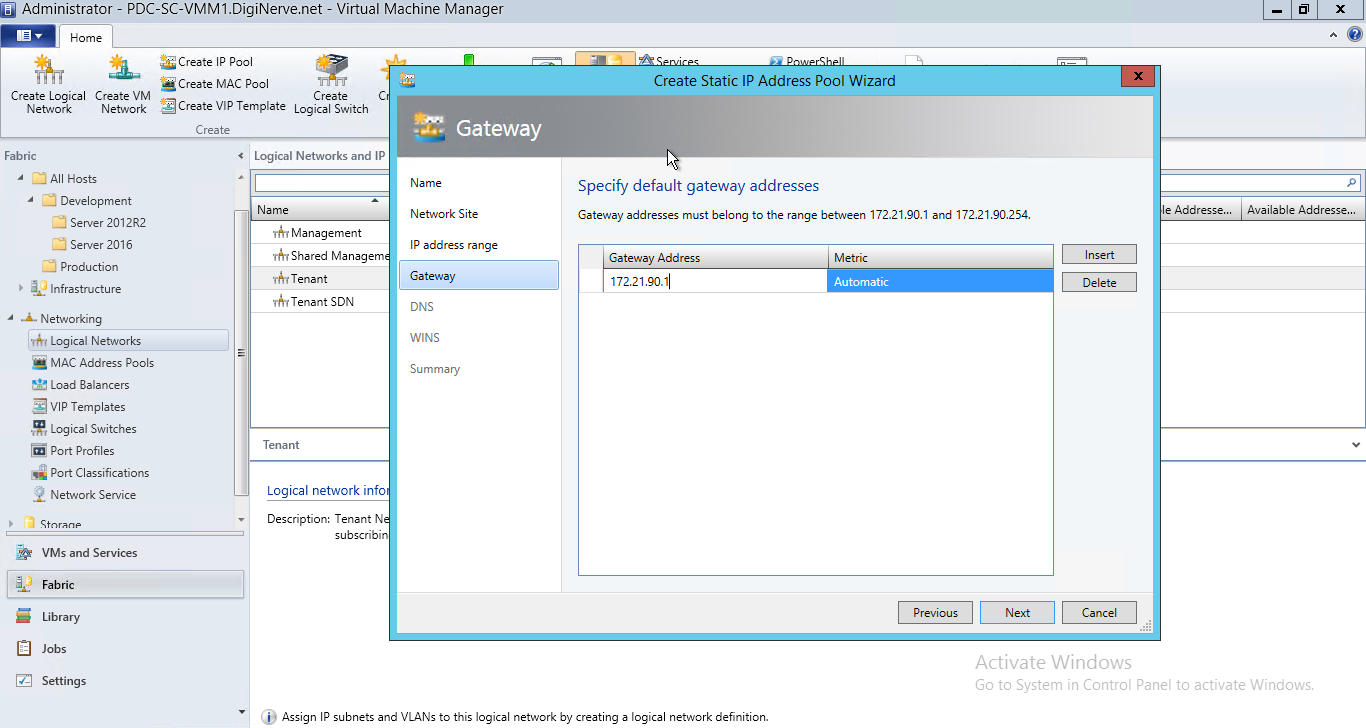 Administrator - PDC-SC-VMM1.DigiNerve.net - Virtual Machine Manager
Home
Create Logical Network
Create VM Network
Create IP Pool
Create MAC Pool
Create VIP Template
Create Logical Switch
Services
PowerShell
Create
Fabric
All Hosts
Development
Server 2012R2
Server 2016
Production
Infrastructure
Networking
Logical Networks
MAC Address Pools
Load Balancers
VIP Templates
Logical Switches
Port Profiles
Port Classifications
Network Service
Storage
VMs and Services
Fabric
Library
Jobs
Settings
Logical Networks and IP
Name
Available Addresse...
Management
Shared Manageme
Tenant
Tenant SDN
Tenant
Logical network infor
Description: Tenant Ne
subscribin
Create Static IP Address Pool Wizard
X
Gateway
Name
Network Site
IP address range
Gateway
DNS
WINS
Summary
Specify default gateway addresses
Gateway addresses must belong to the range between 172.21.90.1 and 172.21.90.254.
Gateway Address Metric
172.21.90.1 Automatic
Insert
Delete
Previous Next Cancel
Activate Windows
Go to System in Control Panel to activate Windows.
Assign IP subnets and VLANs to this logical network by creating a logical network definition.